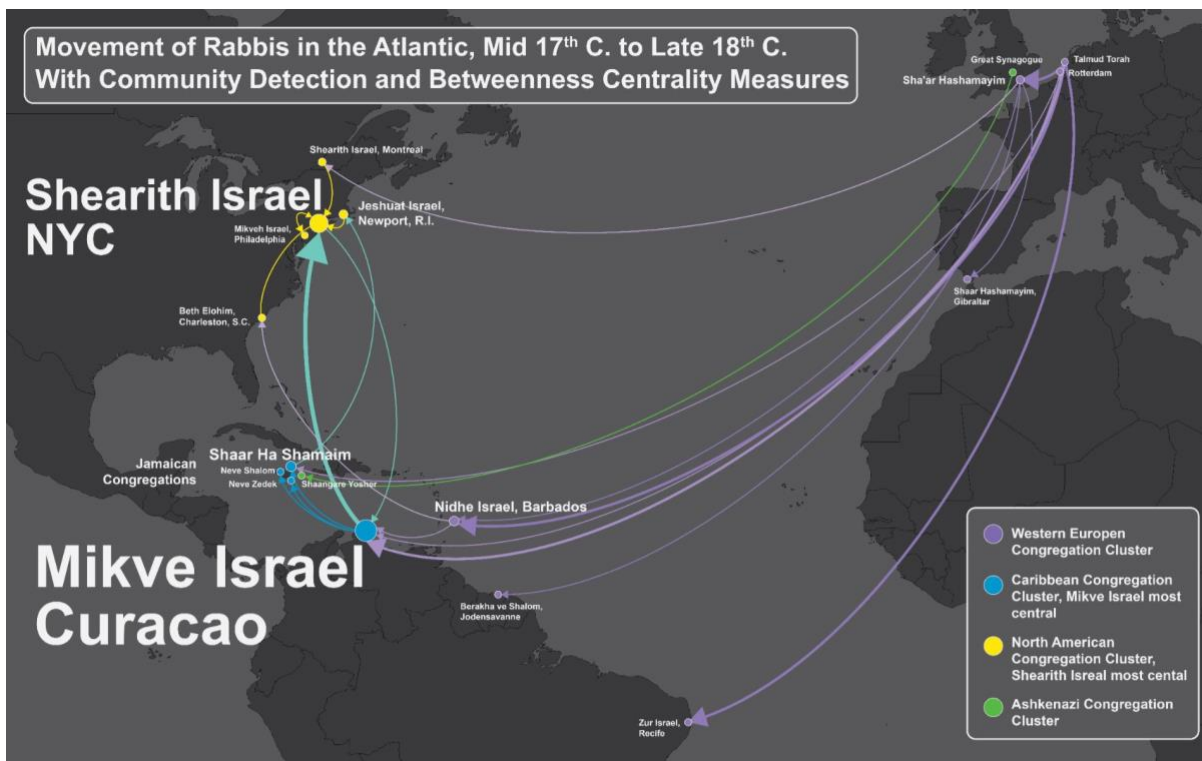 Movement of Rabbis in the Atlantic, Mid 17th C. to Late 18th C.
With Community Detection and Betweenness Centrality Measures
Great Synagogue
Talmud Torah
Sha'ar Hashamayim
Rotterdam
Shearith Israel, Montreal
Shearith Israel
NYC
Jeshuat Israel,
Newport, R.I.
Mikveh Israel,
Philadelphia
Shaar Hashamayim,
Gibraltar
Beth Elohim,
Charleston, S.C.
Jamaican
Congregations
Shaar Ha Shamaim
Neve Shalom
Neve Zedek
Shaangare Yosher
Nidhe Israel, Barbados
Mikve Israel
Curacao
Berakha ve Shalom,
Jodensavanne
Zur Israel,
Recife
Western Europen
Congregation Cluster
Caribbean Congregation
Cluster, Mikve Israel most
central
North American
Congregation Cluster,
Shearith Isreal most cental
Ashkenazi Congregation
Cluster